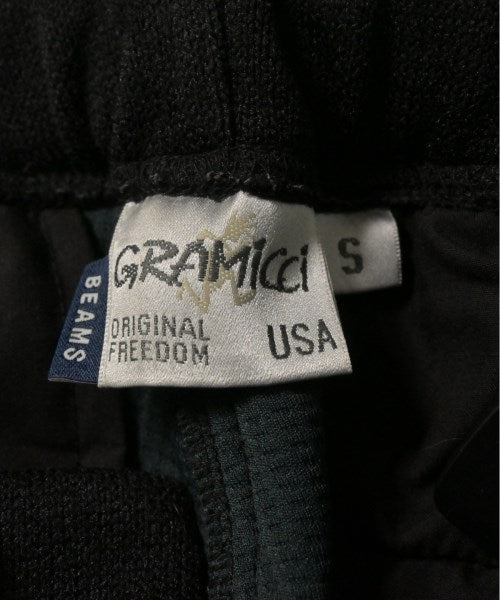 GRAMicci
ORIGINAL
FREEDOM
USA
S
BEAMS